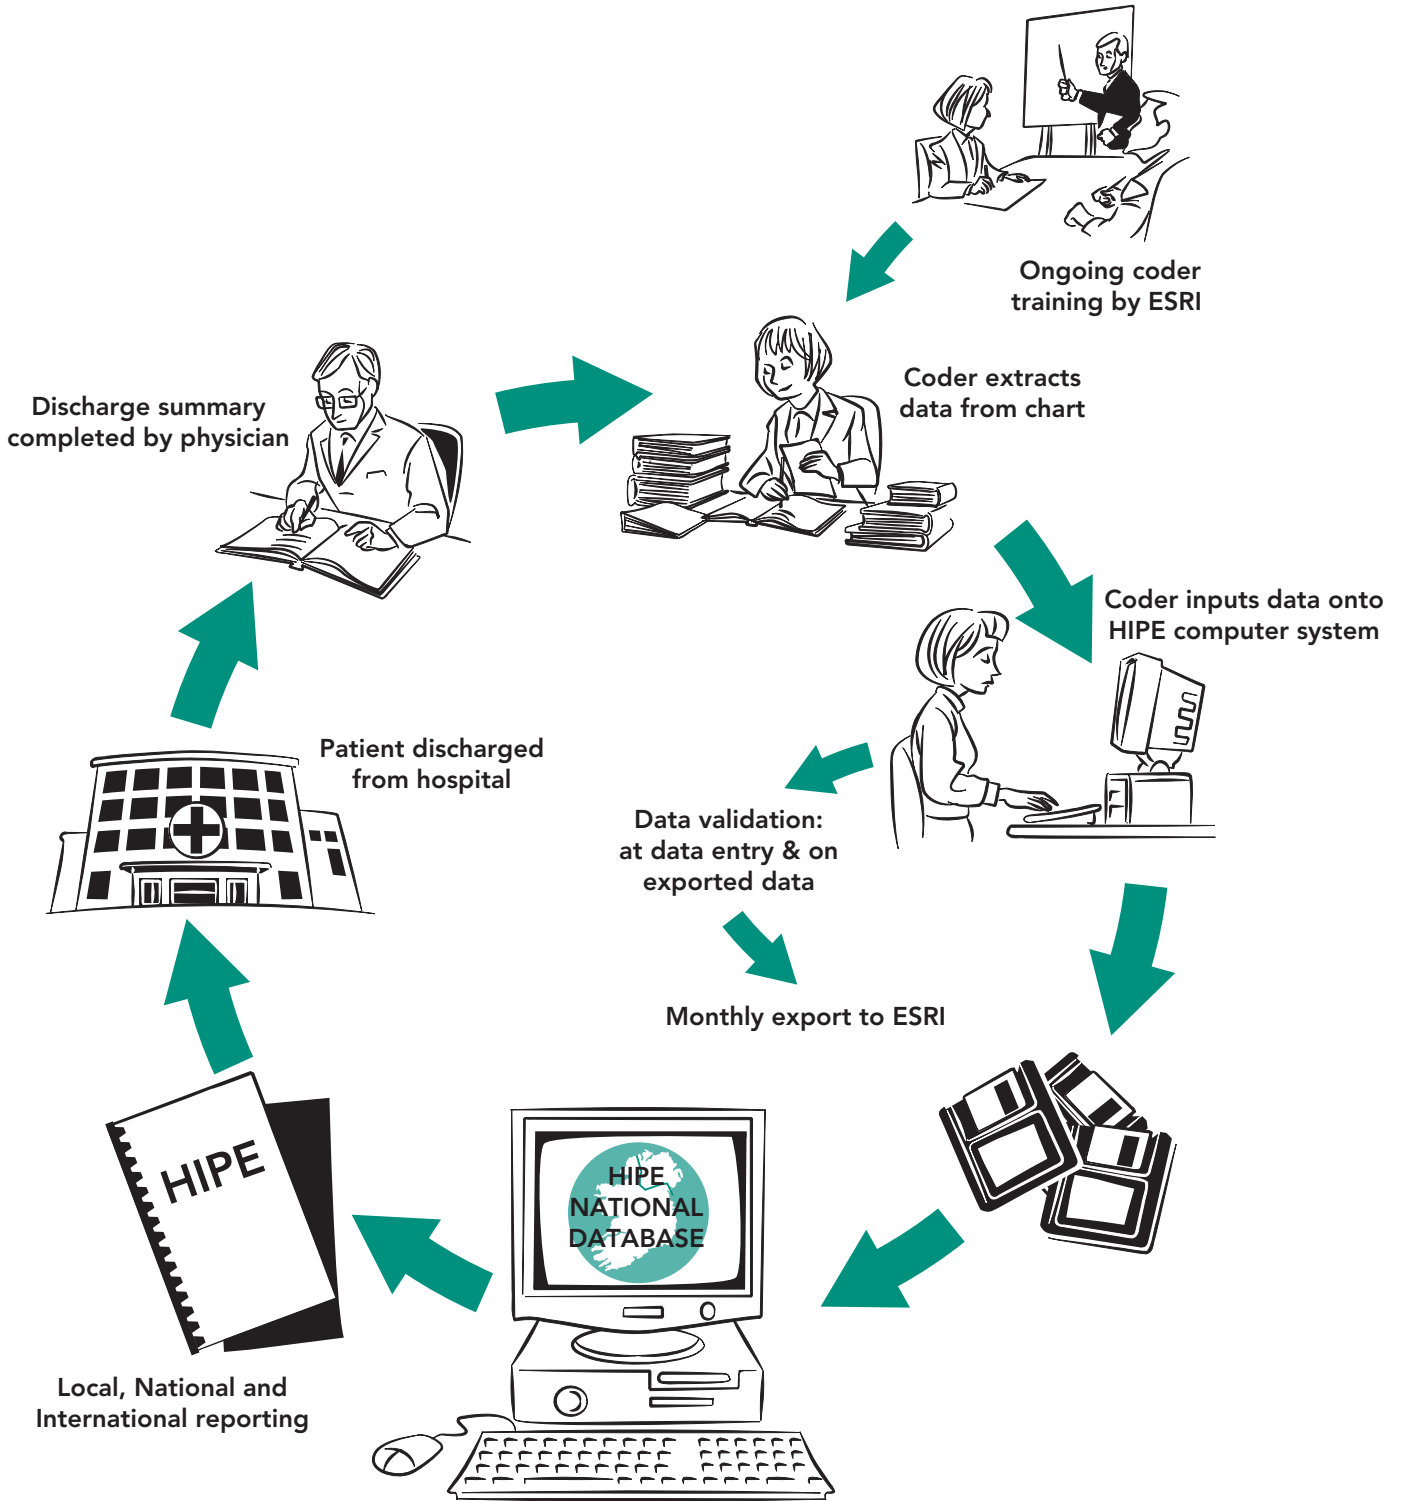 Ongoing coder
training by ESRI
Coder extracts
data from chart
Discharge summary
completed by physician
Coder inputs data onto
HIPE computer system
Patient discharged
from hospital
Data validation:
at data entry & on
exported data
Monthly export to ESRI
HIPE
NATIONAL
DATABASE
HIPE
Local, National and
International reporting